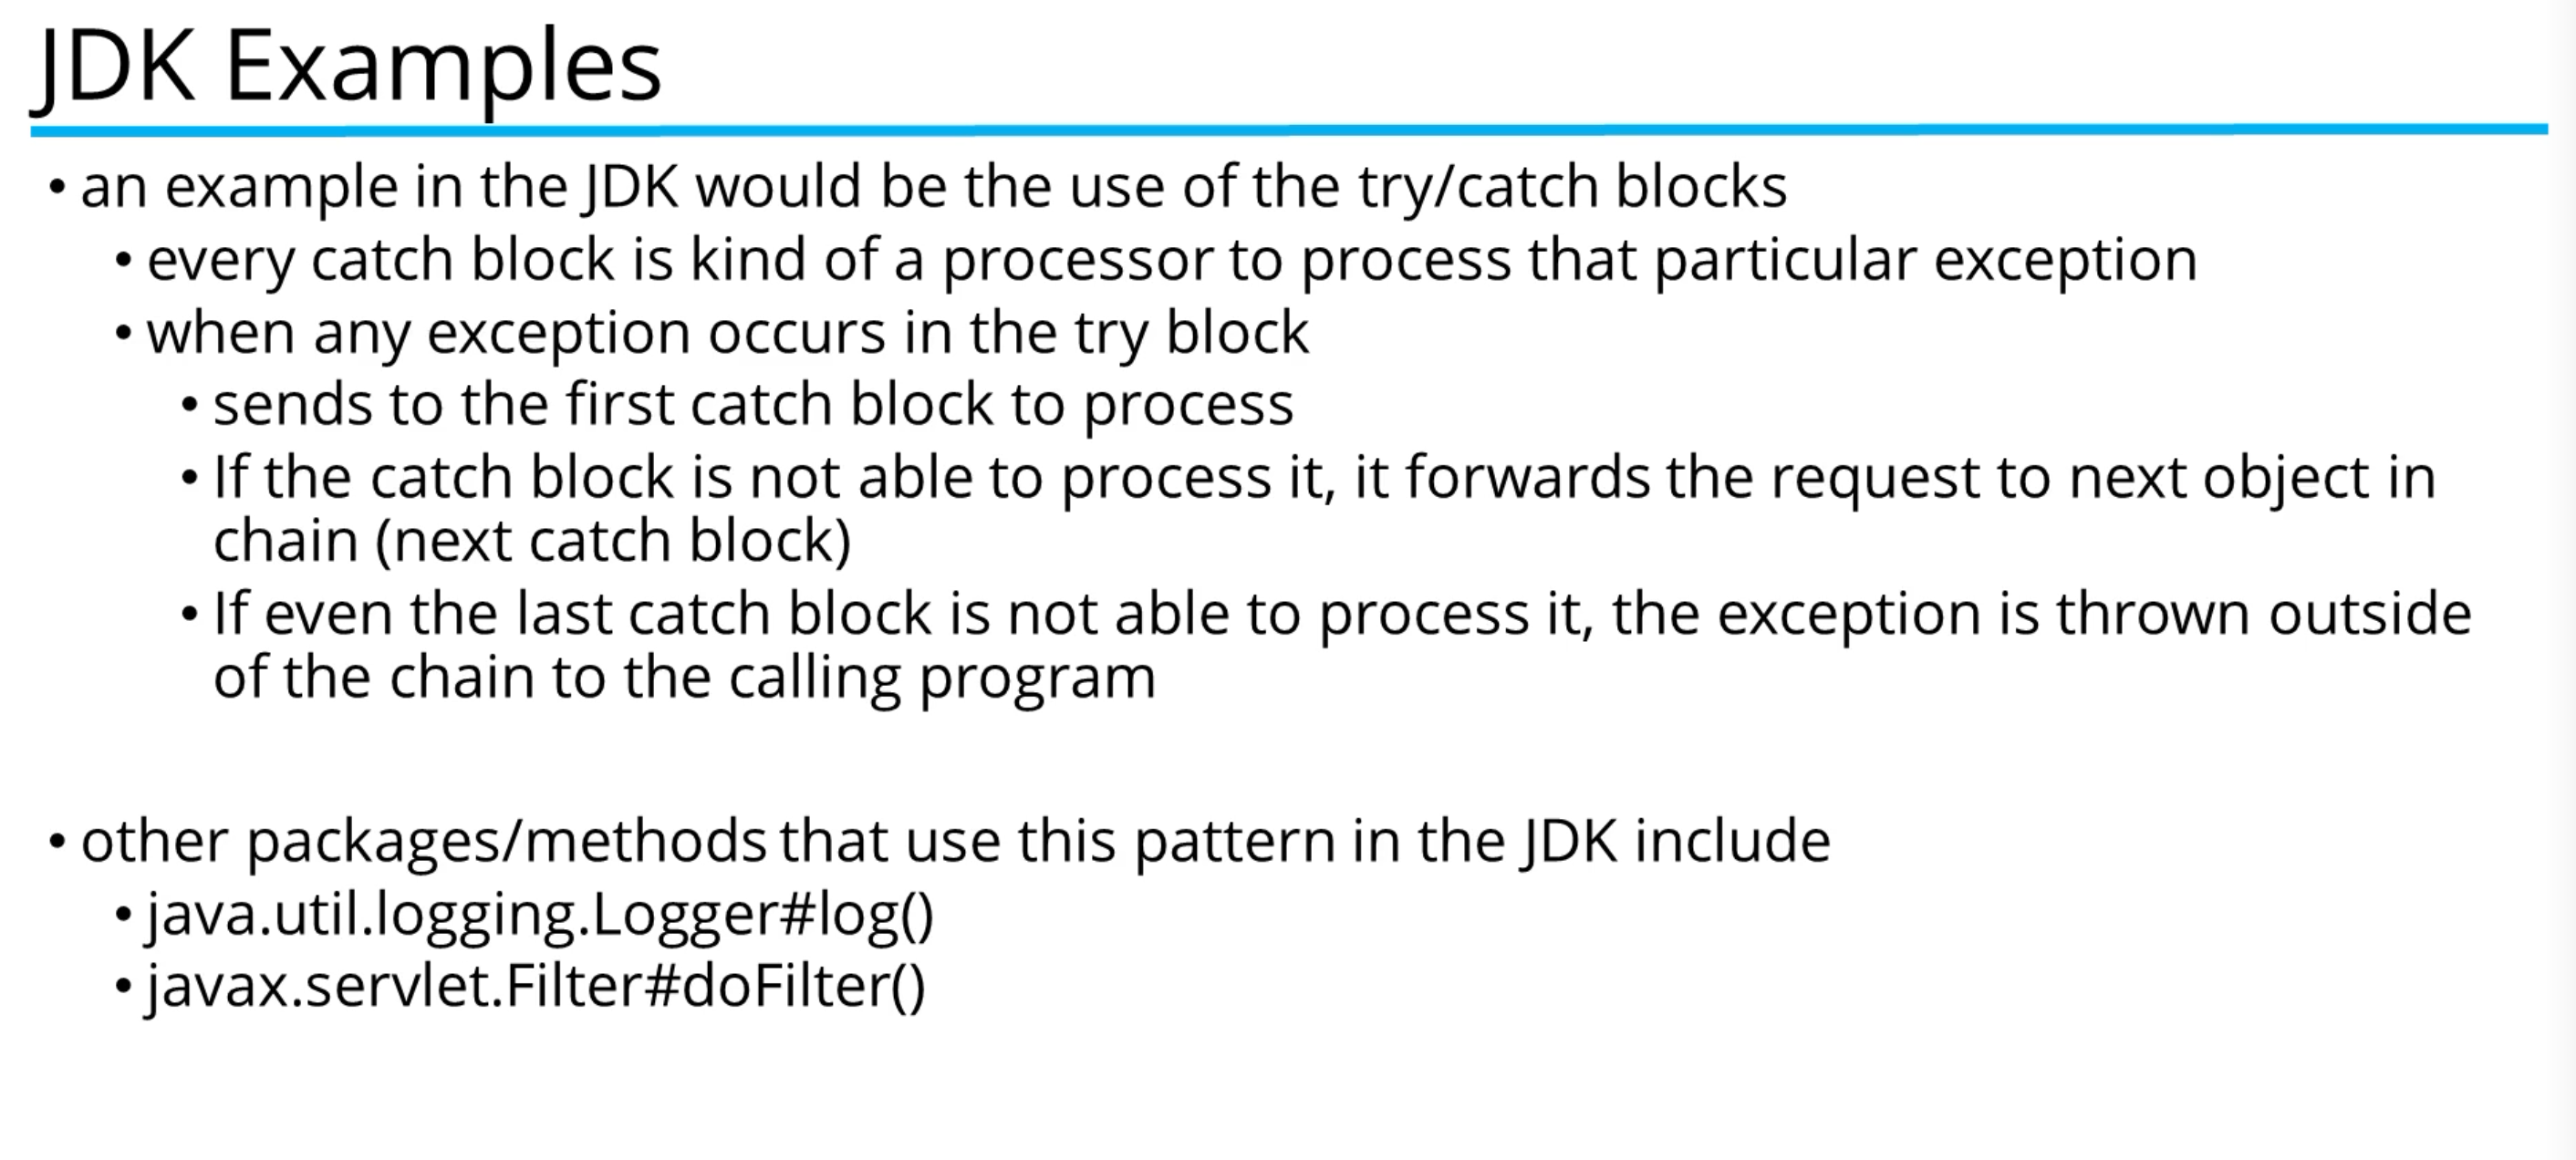 JDK Examples
• an example in the JDK would be the use of the try/catch blocks
• every catch block is kind of a processor to process that particular exception
• when any exception occurs in the try block
• sends to the first catch block to process
• If the catch block is not able to process it, it forwards the request to next object in
chain (next catch block)
• If even the last catch block is not able to process it, the exception is thrown outside
of the chain to the calling program
• other packages/methods that use this pattern in the JDK include
• java.util.logging.Logger#log()
• javax.servlet.Filter#doFilter()